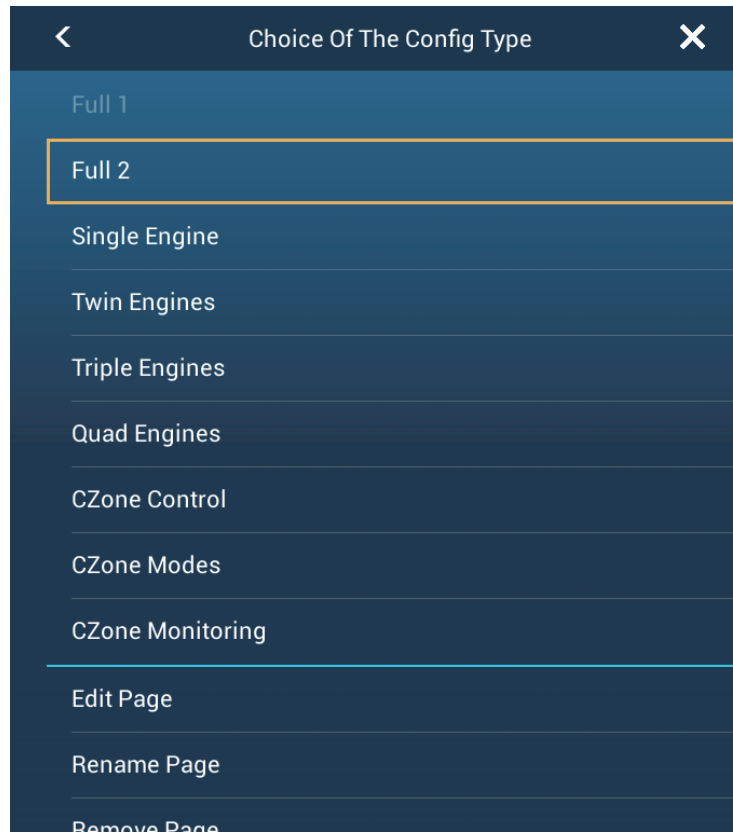 Choice Of The Config Type
Full 1
Full 2
Single Engine
Twin Engines
Triple Engines
Quad Engines
CZone Control
CZone Modes
CZone Monitoring
Edit Page
Rename Page
Remove Page